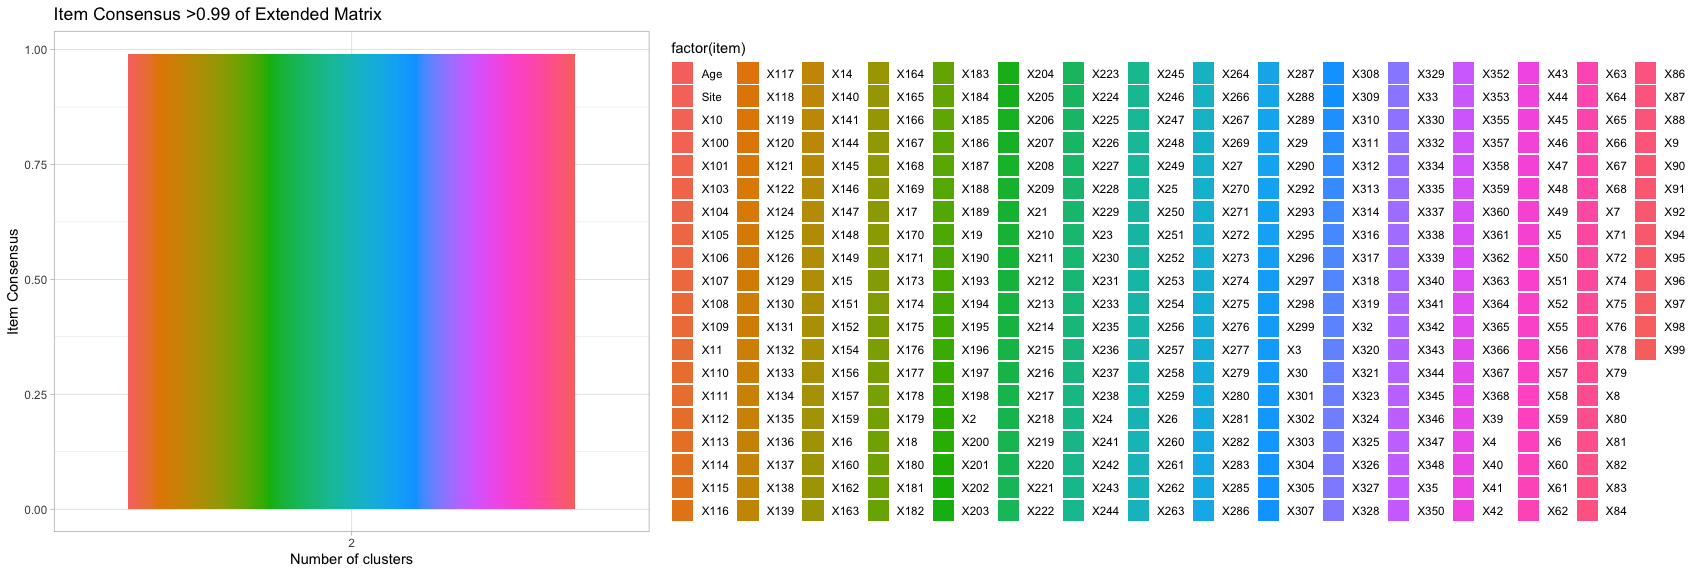 Item Consensus >0.99 of Extended Matrix
1.00
0.75
0.50
0.25
0.00
Item Consensus
2
Number of clusters
factor(item)
Age X117 X14 X164 X183 X204 X223 X245 X264 X287 X308 X329 X352 X43 X63 X86
Site X118 X140 X165 X184 X205 X224 X246 X266 X288 X309 X33 X353 X44 X64 X87
X10 X119 X141 X166 X185 X206 X225 X247 X267 X289 X310 X330 X355 X45 X65 X88
X100 X120 X144 X167 X186 X207 X226 X248 X269 X29 X311 X332 X357 X46 X66 X9
X101 X121 X145 X168 X187 X208 X227 X249 X27 X290 X312 X334 X358 X47 X67 X90
X103 X122 X146 X169 X188 X209 X228 X25 X270 X292 X313 X335 X359 X48 X68 X91
X104 X124 X147 X17 X189 X21 X229 X250 X271 X293 X314 X337 X360 X49 X7 X92
X105 X125 X148 X170 X19 X210 X23 X251 X272 X295 X316 X338 X361 X5 X71 X94
X106 X126 X149 X171 X190 X211 X230 X252 X273 X296 X317 X339 X362 X50 X72 X95
X107 X129 X15 X173 X193 X212 X231 X253 X274 X297 X318 X340 X363 X51 X74 X96
X108 X130 X151 X174 X194 X213 X233 X254 X275 X298 X319 X341 X364 X52 X75 X97
X109 X131 X152 X175 X195 X214 X235 X256 X276 X299 X32 X342 X365 X55 X76 X98
X11 X132 X154 X176 X196 X215 X236 X257 X277 X3 X320 X343 X366 X56 X78 X99
X110 X133 X156 X177 X197 X216 X237 X258 X279 X30 X321 X344 X367 X57 X79
X111 X134 X157 X178 X198 X217 X238 X259 X280 X301 X323 X345 X368 X58 X8
X112 X135 X159 X179 X2 X218 X24 X26 X281 X302 X324 X346 X39 X59 X80
X113 X136 X16 X18 X200 X219 X241 X260 X282 X303 X325 X347 X4 X6 X81
X114 X137 X160 X180 X201 X220 X242 X261 X283 X304 X326 X348 X40 X60 X82
X115 X138 X162 X181 X202 X221 X243 X262 X285 X305 X327 X35 X41 X61 X83
X116 X139 X163 X182 X203 X222 X244 X263 X286 X307 X328 X350 X42 X62 X84